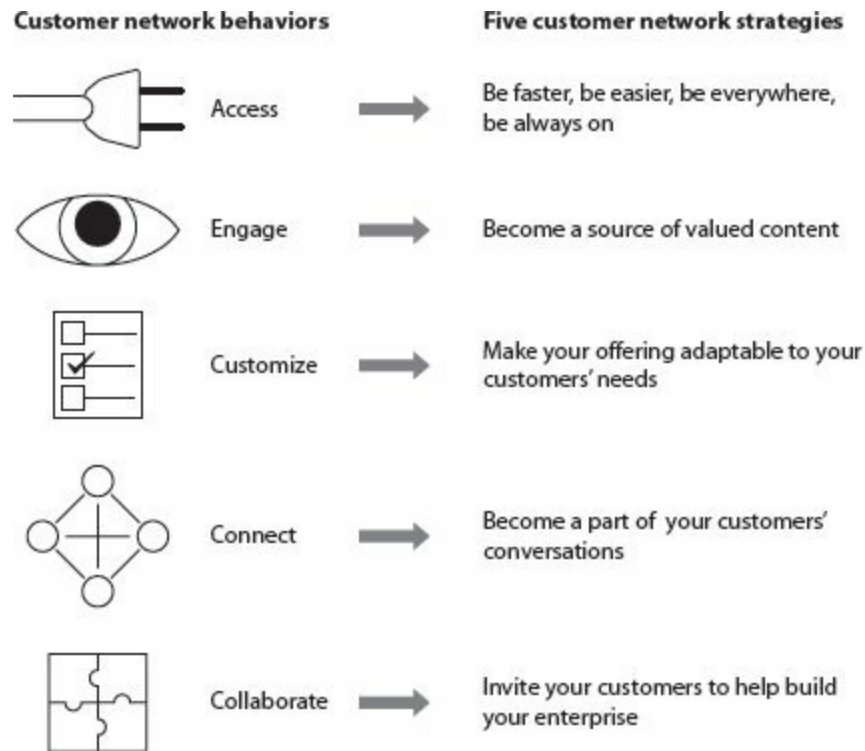 Customer network behaviors
Five customer network strategies
Access
Be faster, be easier, be everywhere,
be always on
Engage
Become a source of valued content
Customize
Make your offering adaptable to your
customers’ needs
Connect
Become a part of your customers’
conversations
Collaborate
Invite your customers to help build
your enterprise